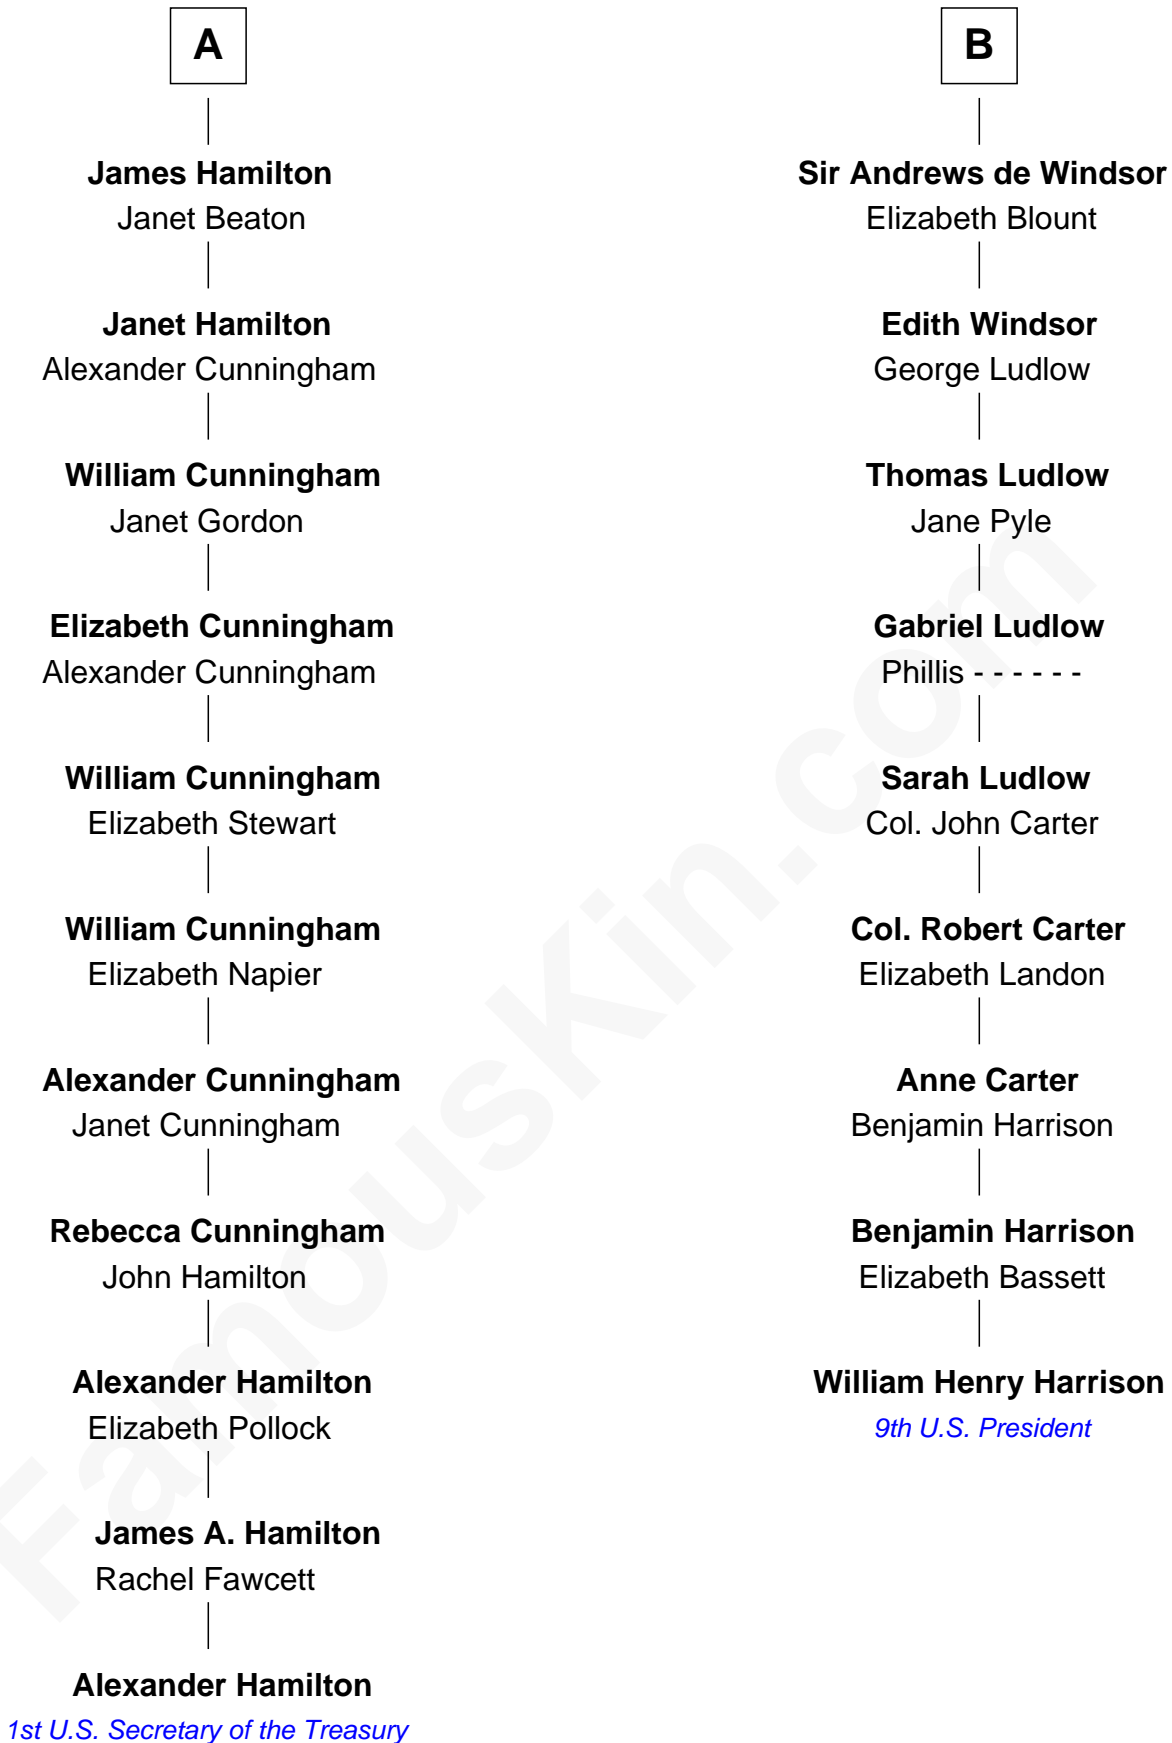 A
James Hamilton
Janet Beaton
Janet Hamilton
Alexander Cunningham
William Cunningham
Janet Gordon
Elizabeth Cunningham
Alexander Cunningham
William Cunningham
Elizabeth Stewart
William Cunningham
Elizabeth Napier
Alexander Cunningham
Janet Cunningham
Rebecca Cunningham
John Hamilton
Alexander Hamilton
Elizabeth Pollock
James A. Hamilton
Rachel Fawcett
Alexander Hamilton
1st U.S. Secretary of the Treasury
B
Sir Andrews de Windsor
Elizabeth Blount
Edith Windsor
George Ludlow
Thomas Ludlow
Jane Pyle
Gabriel Ludlow
Phillis - - - - - -
Sarah Ludlow
Col. John Carter
Col. Robert Carter
Elizabeth Landon
Anne Carter
Benjamin Harrison
Benjamin Harrison
Elizabeth Bassett
William Henry Harrison
9th U.S. President
FamousKin.com